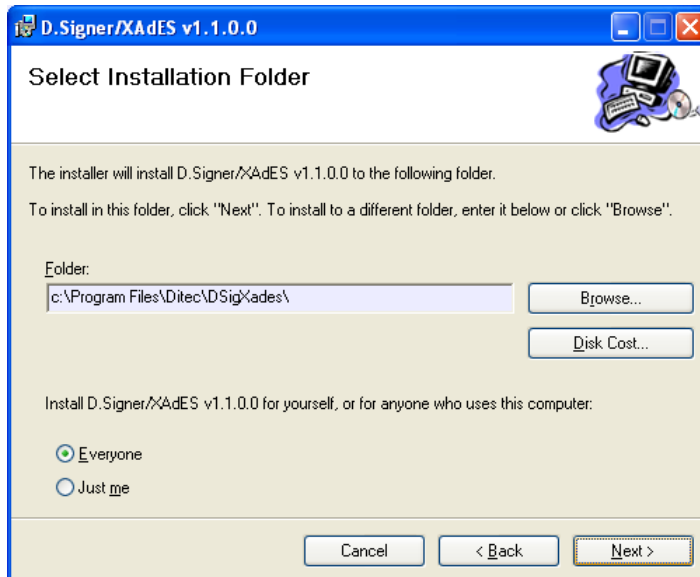 D.Signer/XAdES v1.1.0.0
Select Installation Folder
The installer will install D.Signer/XAdES v1.1.0.0 to the following folder.
To install in this folder, click "Next". To install to a different folder, enter it below or click "Browse".
Folder:
c:\Program Files\Ditec\DSigXades\
Browse...
Disk Cost...
Install D.Signer/XAdES v1.1.0.0 for yourself, or for anyone who uses this computer:
Everyone
Just me
Cancel
< Back
Next >